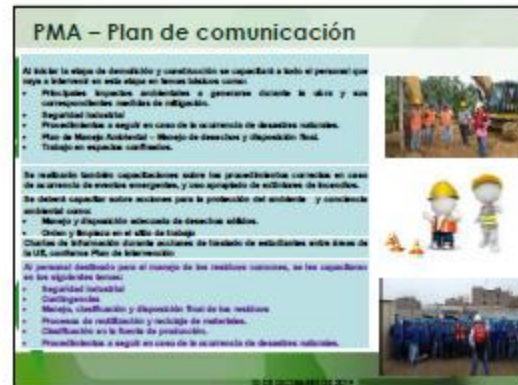 PMA – Plan de comunicación
Al iniciar la etapa de demolición y construcción se capacitará a todo el personal que
vaya a intervenir en esta etapa en temas básicos como:
• Principales impactos ambientales a generarse durante la obra y sus
correspondientes medidas de mitigación.
• Seguridad Industrial
• Procedimientos a seguir en caso de la ocurrencia de desastres naturales.
• Plan de Manejo Ambiental – Manejo de desechos y disposición final.
• Trabajo en espacios confinados.
Se realizarán también capacitaciones sobre los procedimientos correctos en caso
de ocurrencia de eventos emergentes, y uso apropiado de extintores de incendios.
Se deberá capacitar sobre acciones para la protección del ambiente y conciencia
ambiental como:
• Manejo y disposición adecuada de desechos sólidos.
• Orden y limpieza en el sitio de trabajo
Charlas de información durante acciones de traslado de estudiantes entre áreas de
la UE, conforme Plan de Intervención
Al personal destinado para el manejo de los residuos comunes, se les capacitará
en los siguientes temas:
• Seguridad Industrial
• Contingencias
• Manejo, clasificación y disposición final de los residuos
• Procesos de reutilización y reciclaje de materiales.
• Clasificación en la fuente de producción.
• Procedimientos a seguir en caso de la ocurrencia de desastres naturales.
DE DICIEMBRE DE